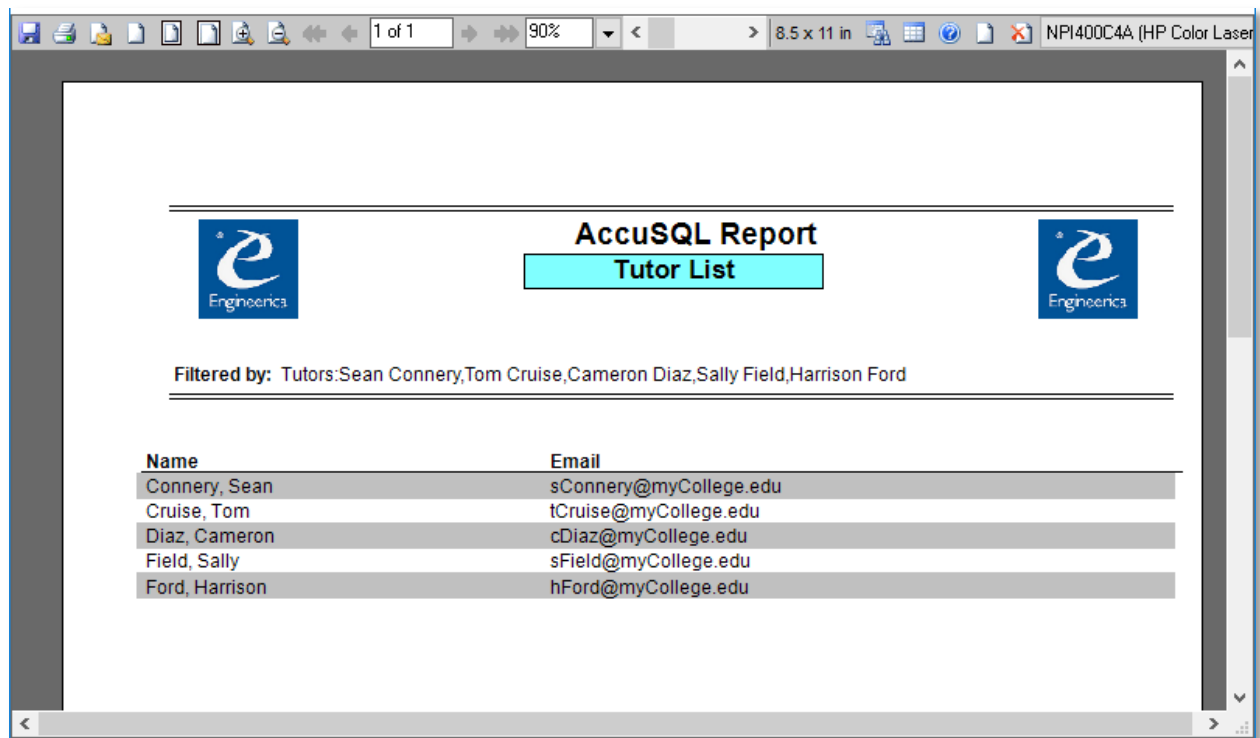 1 of 1 90% 8.5 x 11 in NPI400C4A (HP Color Laser
AccuSQL Report
Tutor List
Engineerica Engineerica
Filtered by: Tutors:Sean Connery,Tom Cruise,Cameron Diaz,Sally Field,Harrison Ford
Name Email
Connery, Sean sConnery@myCollege.edu
Cruise, Tom tCruise@myCollege.edu
Diaz, Cameron cDiaz@myCollege.edu
Field, Sally sField@myCollege.edu
Ford, Harrison hFord@myCollege.edu